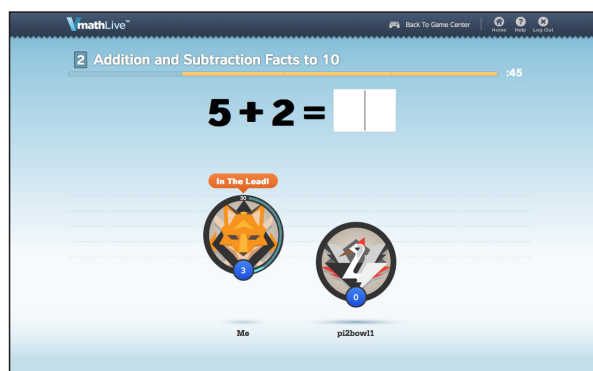 VmathLive™
Back To Game Center
Home Help Log Out
2 Addition and Subtraction Facts to 10
:45
5 + 2 =
In The Lead!
30
3
0
Me pi2bowl1